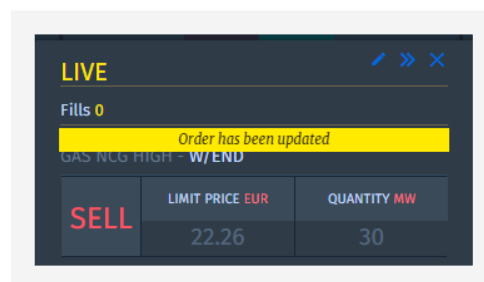 LIVE
Fills 0
Order has been updated
GAS NCG HIGH - W/END
SELL
LIMIT PRICE EUR
QUANTITY MW
22.26
30